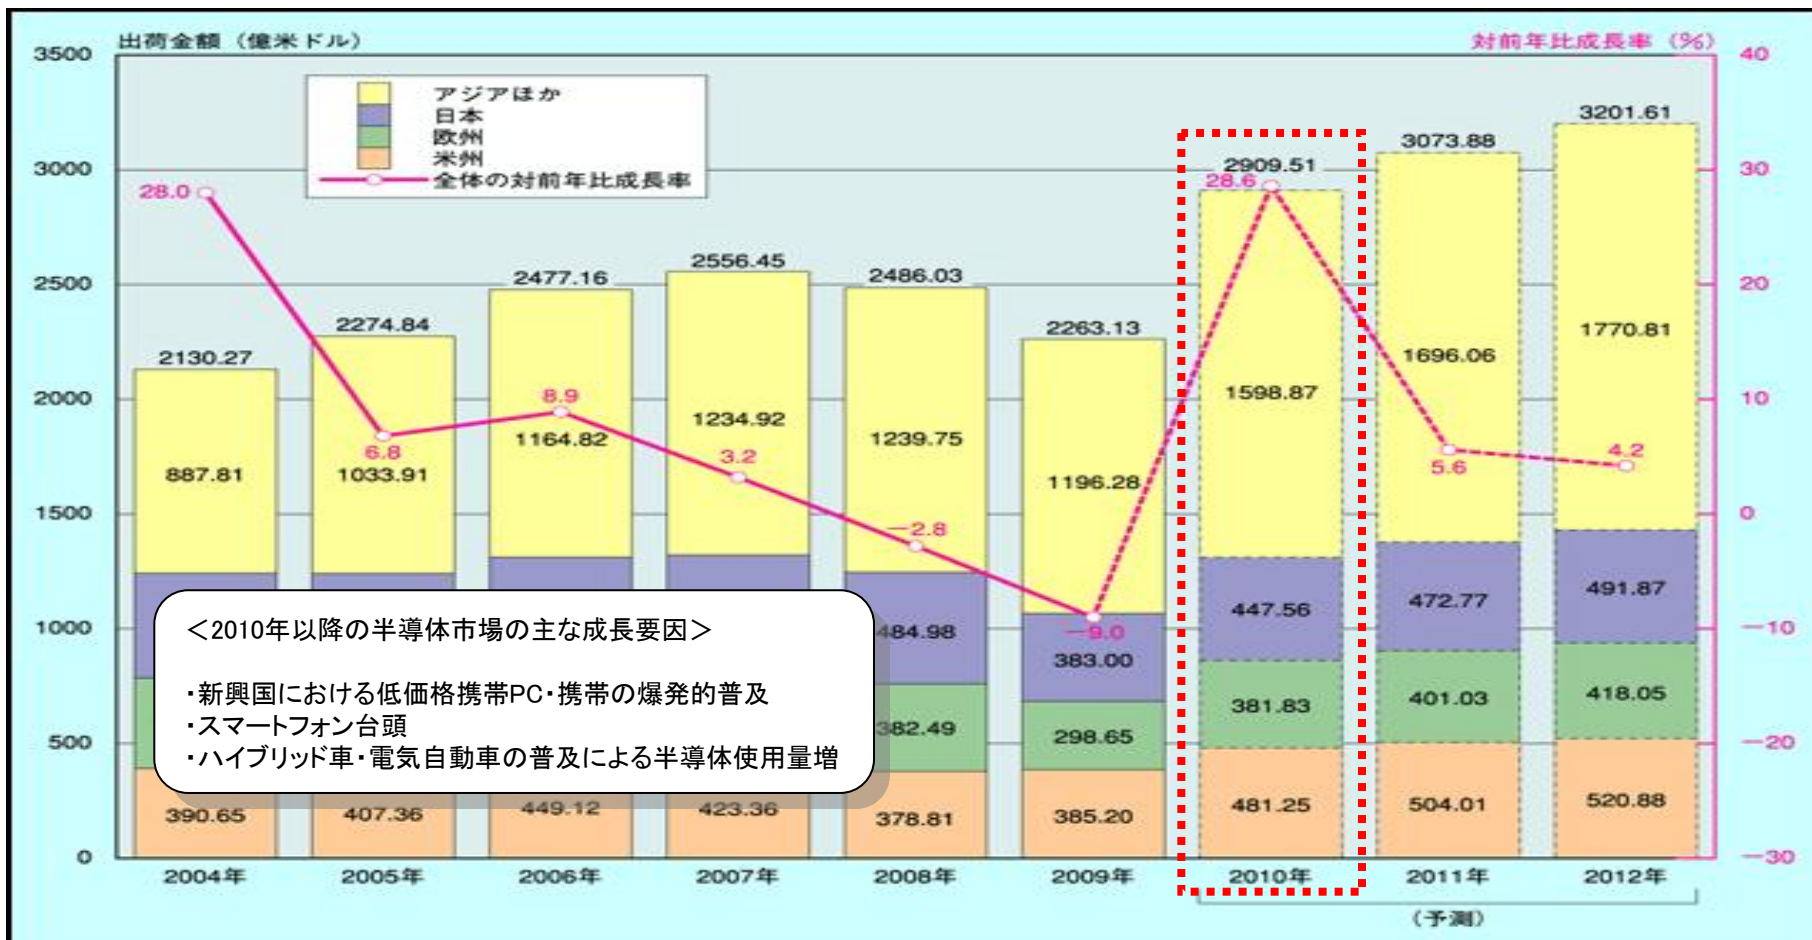 出荷金額（億米ドル）
対前年比成長率（％）
3500
3000
2500
2000
1500
1000
500
0
40
30
20
10
0
－10
－20
－30
アジアほか
日本
欧州
米州
全体の対前年比成長率
2130.27
2274.84
2477.16
2556.45
2486.03
2263.13
2909.51
3073.88
3201.61
28.0
6.8
8.9
3.2
－2.8
－9.0
28.6
5.6
4.2
887.81
1033.91
1164.82
1234.92
1239.75
1196.28
1598.87
1696.06
1770.81
484.98
383.00
447.56
472.77
491.87
382.49
298.65
381.83
401.03
418.05
390.65
407.36
449.12
423.36
378.81
385.20
481.25
504.01
520.88
＜2010年以降の半導体市場の主な成長要因＞
・新興国における低価格携帯PC・携帯の爆発的普及
・スマートフォン台頭
・ハイブリッド車・電気自動車の普及による半導体使用量増
2004年
2005年
2006年
2007年
2008年
2009年
2010年
2011年
2012年
（予測）